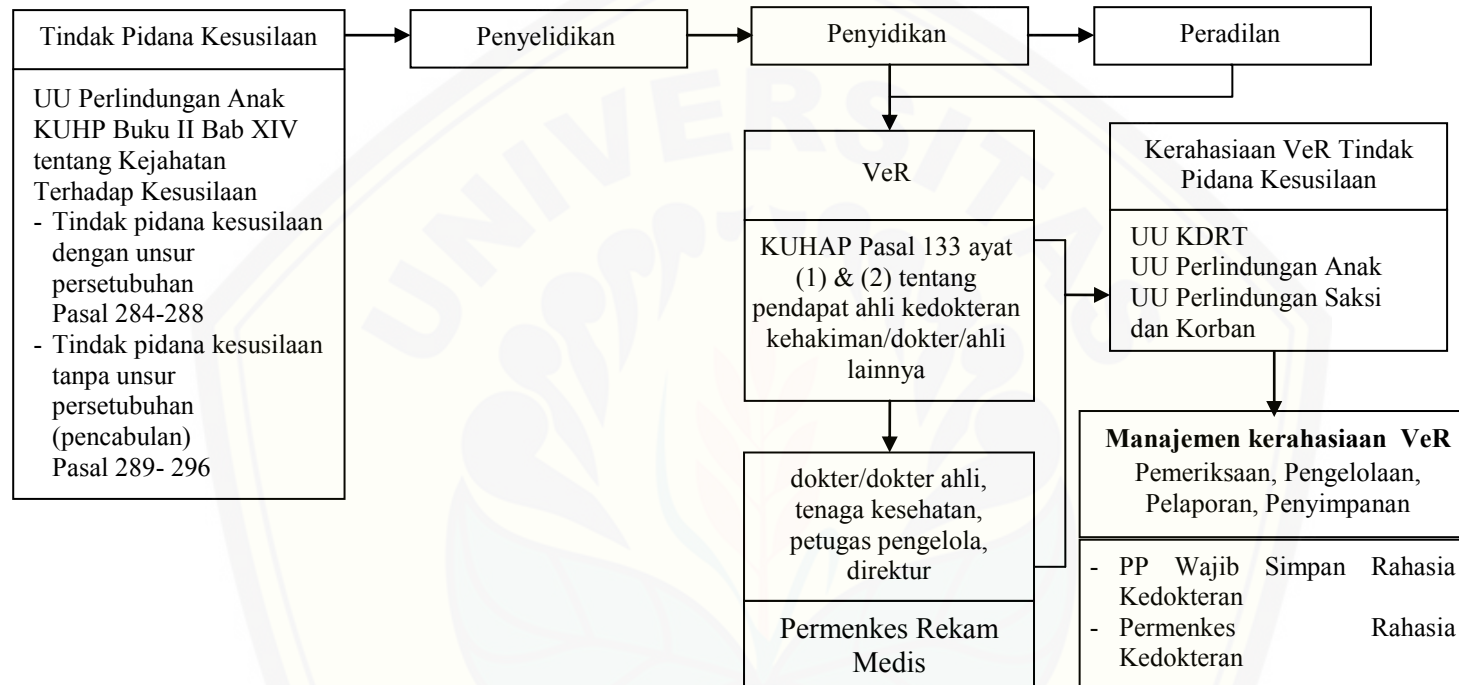 Tindak Pidana Kesusilaan
Penyelidikan
Penyidikan
Peradilan
UU Perlindungan Anak
KUHP Buku II Bab XIV
tentang Kejahatan
Terhadap Kesusilaan
- Tindak pidana kesusilaan
dengan unsur
persetubuhan
Pasal 284-288
- Tindak pidana kesusilaan
tanpa unsur
persetubuhan
(pencabulan)
Pasal 289- 296
VeR
KUHAP Pasal 133 ayat
(1) & (2) tentang
pendapat ahli kedokteran
kehakiman/dokter/ahli
lainnya
dokter/dokter ahli,
tenaga kesehatan,
petugas pengelola,
direktur
Permenkes Rekam
Medis
Kerahasiaan VeR Tindak
Pidana Kesusilaan
UU KDRT
UU Perlindungan Anak
UU Perlindungan Saksi
dan Korban
Manajemen kerahasiaan VeR
Pemeriksaan, Pengelolaan,
Pelaporan, Penyimpanan
- PP Wajib Simpan Rahasia
Kedokteran
- Permenkes Rahasia
Kedokteran
UNIVERSITAS